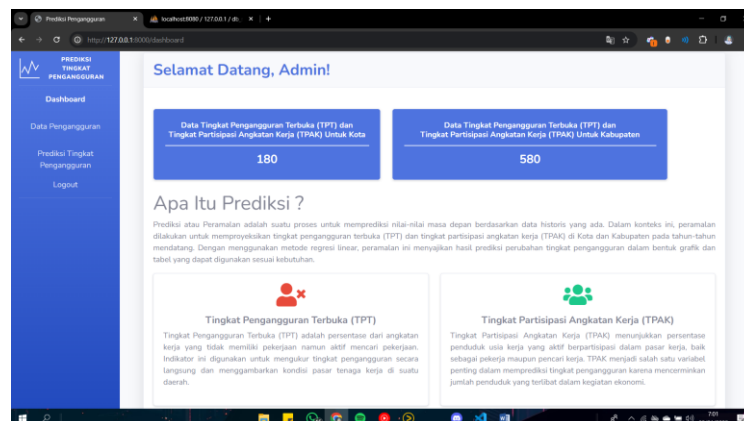 Prediksi Pengangguran
localhost:8080 / 127.0.0.1 / db_
http://127.0.0.1:8000/dashboard
PREDIKSI
TINGKAT
PENGANGGURAN
Dashboard
Data Pengangguran
Prediksi Tingkat
Pengangguran
Logout
Selamat Datang, Admin!
Data Tingkat Pengangguran Terbuka (TPT) dan
Tingkat Partisipasi Angkatan Kerja (TPAK) Untuk Kota
180
Data Tingkat Pengangguran Terbuka (TPT) dan
Tingkat Partisipasi Angkatan Kerja (TPAK) Untuk Kabupaten
580
Apa Itu Prediksi ?
Prediksi atau Peramalan adalah suatu proses untuk memprediksi nilai-nilai masa depan berdasarkan data historis yang ada. Dalam konteks ini, peramalan
dilakukan untuk memproyeksikan tingkat pengangguran terbuka (TPT) dan tingkat partisipasi angkatan kerja (TPAK) di Kota dan Kabupaten pada tahun-tahun
mendatang. Dengan menggunakan metode regresi linear, peramalan ini menyajikan hasil prediksi perubahan tingkat pengangguran dalam bentuk grafik dan
tabel yang dapat digunakan sesuai kebutuhan.
Tingkat Pengangguran Terbuka (TPT)
Tingkat Pengangguran Terbuka (TPT) adalah persentase dari angkatan
kerja yang tidak memiliki pekerjaan namun aktif mencari pekerjaan.
Indikator ini digunakan untuk mengukur tingkat pengangguran secara
langsung dan menggambarkan kondisi pasar tenaga kerja di suatu
daerah.
Tingkat Partisipasi Angkatan Kerja (TPAK)
Tingkat Partisipasi Angkatan Kerja (TPAK) menunjukkan persentase
penduduk usia kerja yang aktif berpartisipasi dalam pasar kerja, baik
sebagai pekerja maupun pencari kerja. TPAK menjadi salah satu variabel
penting dalam memprediksi tingkat pengangguran karena mencerminkan
jumlah penduduk yang terlibat dalam kegiatan ekonomi.
7:01